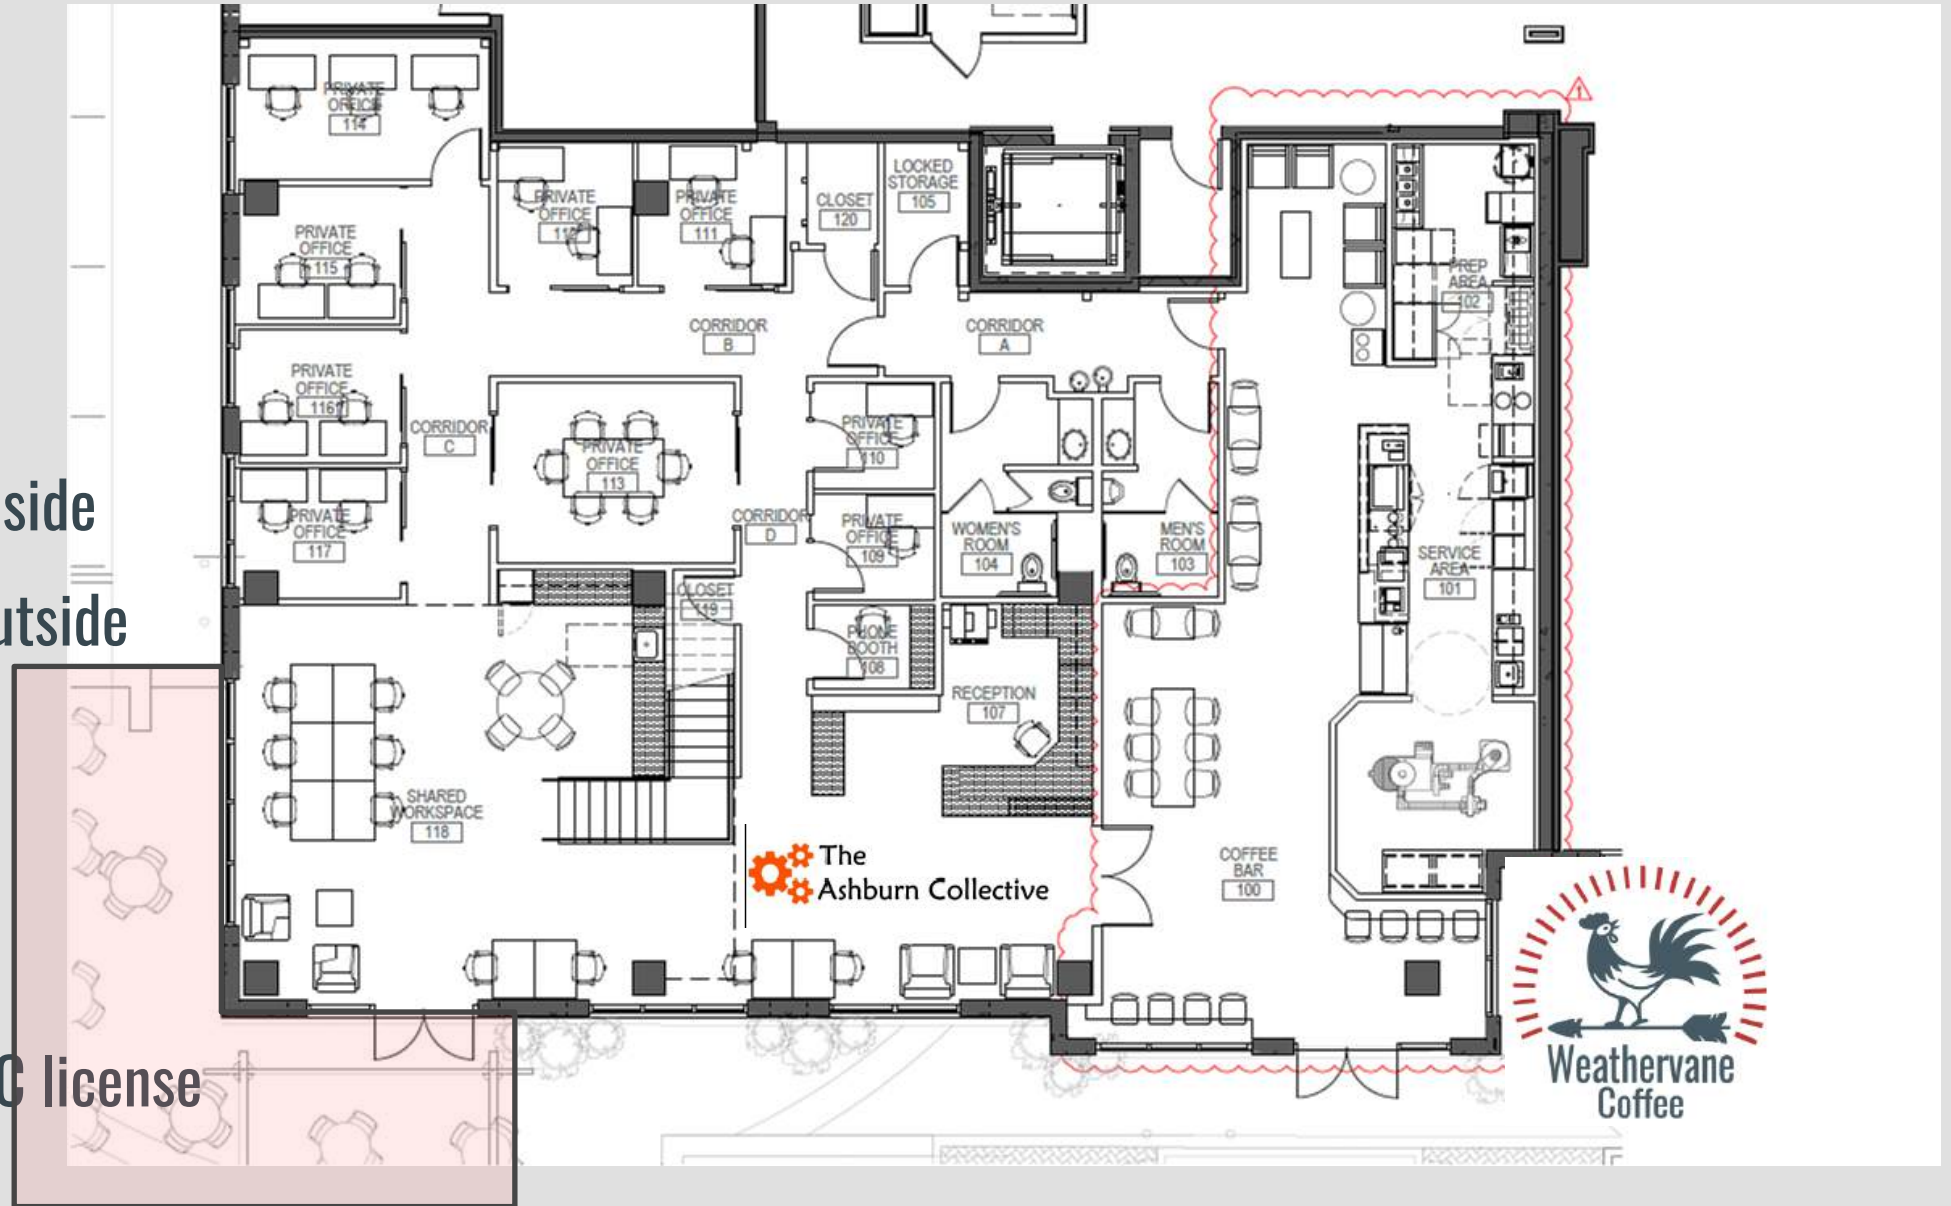 PRIVATE
OFFICE
114
PRIVATE
OFFICE
112
PRIVATE
OFFICE
111
CLOSET
120
LOCKED
STORAGE
105
1
PRIVATE
OFFICE
115
PREP
AREA
102
CORRIDOR
B
CORRIDOR
A
PRIVATE
OFFICE
116
CORRIDOR
C
PRIVATE
OFFICE
113
PRIVATE
OFFICE
110
side
PRIVATE
OFFICE
117
CORRIDOR
D
PRIVATE
OFFICE
109
WOMEN'S
ROOM
104
MEN'S
ROOM
103
SERVICE
AREA
101
utside
CLOSET
119
PHONE
BOOTH
108
RECEPTION
107
SHARED
WORKSPACE
118
The
Ashburn Collective
COFFEE
BAR
100
C license
Weathervane
Coffee